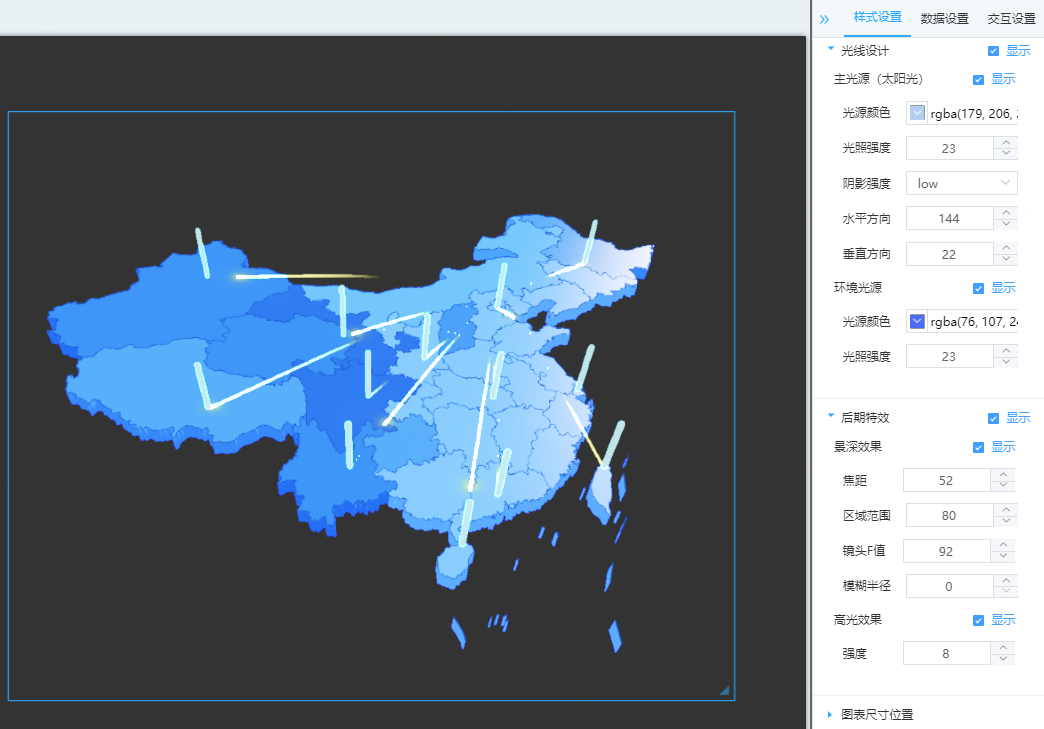 样式设置 数据设置 交互设置
光线设计 显示
主光源（太阳光） 显示
光源颜色 rgba(179, 206,
光照强度 23
阴影强度 low
水平方向 144
垂直方向 22
环境光源 显示
光源颜色 rgba(76, 107, 24
光照强度 23
后期特效 显示
景深效果 显示
焦距 52
区域范围 80
镜头F值 92
模糊半径 0
高光效果 显示
强度 8
图表尺寸位置